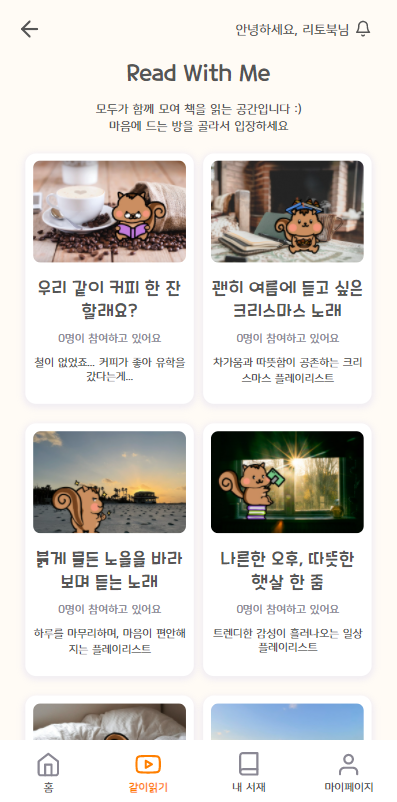 안녕하세요, 리토북님
Read With Me
모두가 함께 모여 책을 읽는 공간입니다 :)
마음에 드는 방을 골라서 입장하세요
우리 같이 커피 한 잔
할래요?
0명이 참여하고 있어요
철이 없었죠... 커피가 좋아 유학을
갔다는게...
괜히 여름에 듣고 싶은
크리스마스 노래
0명이 참여하고 있어요
차가움과 따뜻함이 공존하는 크리
스마스 플레이리스트
붉게 물든 노을을 바라
보며 듣는 노래
0명이 참여하고 있어요
하루를 마무리하며, 마음이 편안해
지는 플레이리스트
나른한 오후, 따뜻한
햇살 한 줌
0명이 참여하고 있어요
트렌디한 감성이 흘러나오는 일상
플레이리스트
홈
같이읽기
내 서재
마이페이지